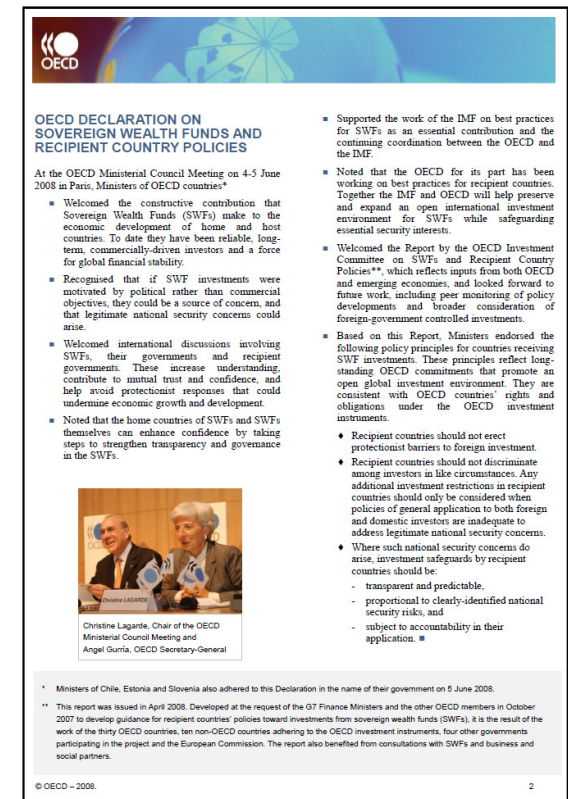 OECD
OECD DECLARATION ON
SOVEREIGN WEALTH FUNDS AND
RECIPIENT COUNTRY POLICIES
At the OECD Ministerial Council Meeting on 4-5 June
2008 in Paris, Ministers of OECD countries*
■ Welcomed the constructive contribution that
Sovereign Wealth Funds (SWFs) make to the
economic development of home and host
countries. To date they have been reliable, long-
term, commercially-driven investors and a force
for global financial stability.
■ Recognised that if SWF investments were
motivated by political rather than commercial
objectives, they could be a source of concern, and
that legitimate national security concerns could
arise.
■ Welcomed international discussions involving
SWFs, their governments and recipient
governments. These increase understanding,
contribute to mutual trust and confidence, and
help avoid protectionist responses that could
undermine economic growth and development.
■ Noted that the home countries of SWFs and SWFs
themselves can enhance confidence by taking
steps to strengthen transparency and governance
in the SWFs.
OECD
Christine LAGARDE
Christine Lagarde, Chair of the OECD
Ministerial Council Meeting and
Angel Gurría, OECD Secretary-General
■ Supported the work of the IMF on best practices
for SWFs as an essential contribution and the
continuing coordination between the OECD and
the IMF.
■ Noted that the OECD for its part has been
working on best practices for recipient countries.
Together the IMF and OECD will help preserve
and expand an open international investment
environment for SWFs while safeguarding
essential security interests.
■ Welcomed the Report by the OECD Investment
Committee on SWFs and Recipient Country
Policies**, which reflects inputs from both OECD
and emerging economies, and looked forward to
future work, including peer monitoring of policy
developments and broader consideration of
foreign-government controlled investments.
■ Based on this Report, Ministers endorsed the
following policy principles for countries receiving
SWF investments. These principles reflect long-
standing OECD commitments that promote an
open global investment environment. They are
consistent with OECD countries' rights and
obligations under the OECD investment
instruments.
♦ Recipient countries should not erect
protectionist barriers to foreign investment.
♦ Recipient countries should not discriminate
among investors in like circumstances. Any
additional investment restrictions in recipient
countries should only be considered when
policies of general application to both foreign
and domestic investors are inadequate to
address legitimate national security concerns.
♦ Where such national security concerns do
arise, investment safeguards by recipient
countries should be:
- transparent and predictable,
- proportional to clearly-identified national
security risks, and
- subject to accountability in their
application. ■
* Ministers of Chile, Estonia and Slovenia also adhered to this Declaration in the name of their government on 5 June 2008.
** This report was issued in April 2008. Developed at the request of the G7 Finance Ministers and the other OECD members in October
2007 to develop guidance for recipient countries' policies toward investments from sovereign wealth funds (SWFs), it is the result of the
work of the thirty OECD countries, ten non-OECD countries adhering to the OECD investment instruments, four other governments
participating in the project and the European Commission. The report also benefited from consultations with SWFs and business and
social partners.
© OECD – 2008.
2